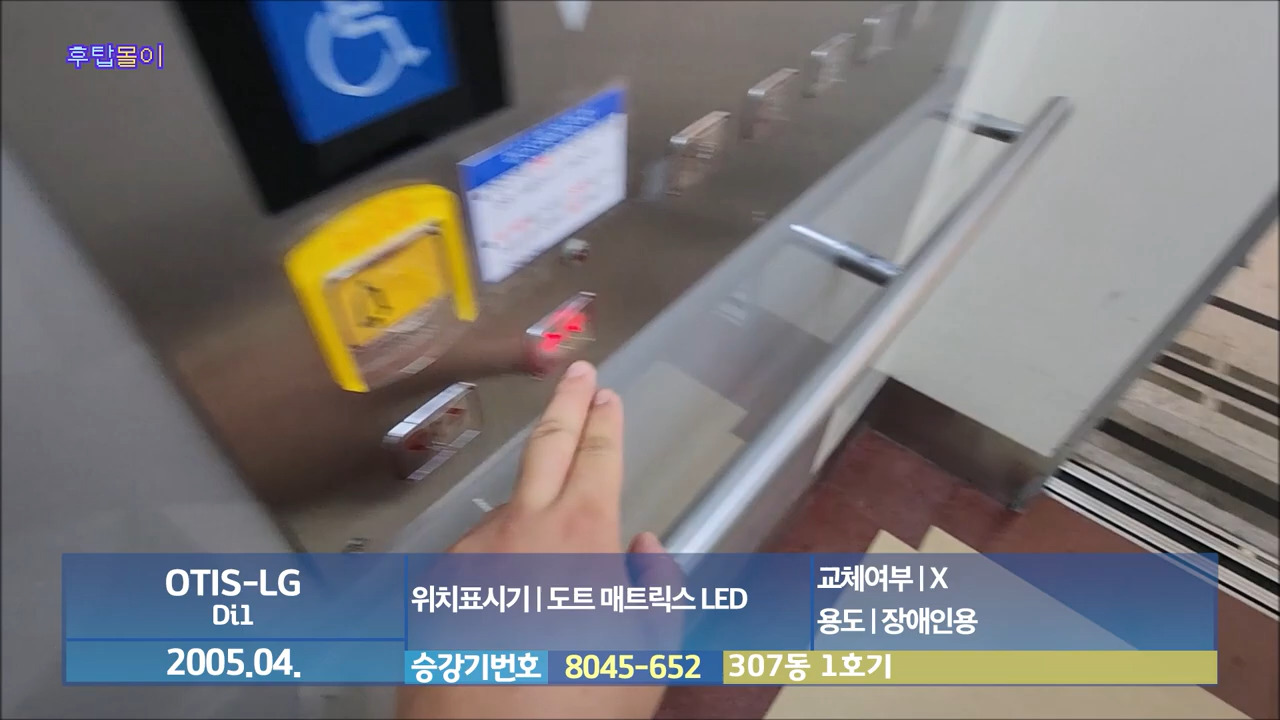 후탑몰이
OTIS-LG
Di1
2005.04.
위치표시기 | 도트 매트릭스 LED
교체여부 | X
용도 | 장애인용
승강기번호 8045-652 307동 1호기